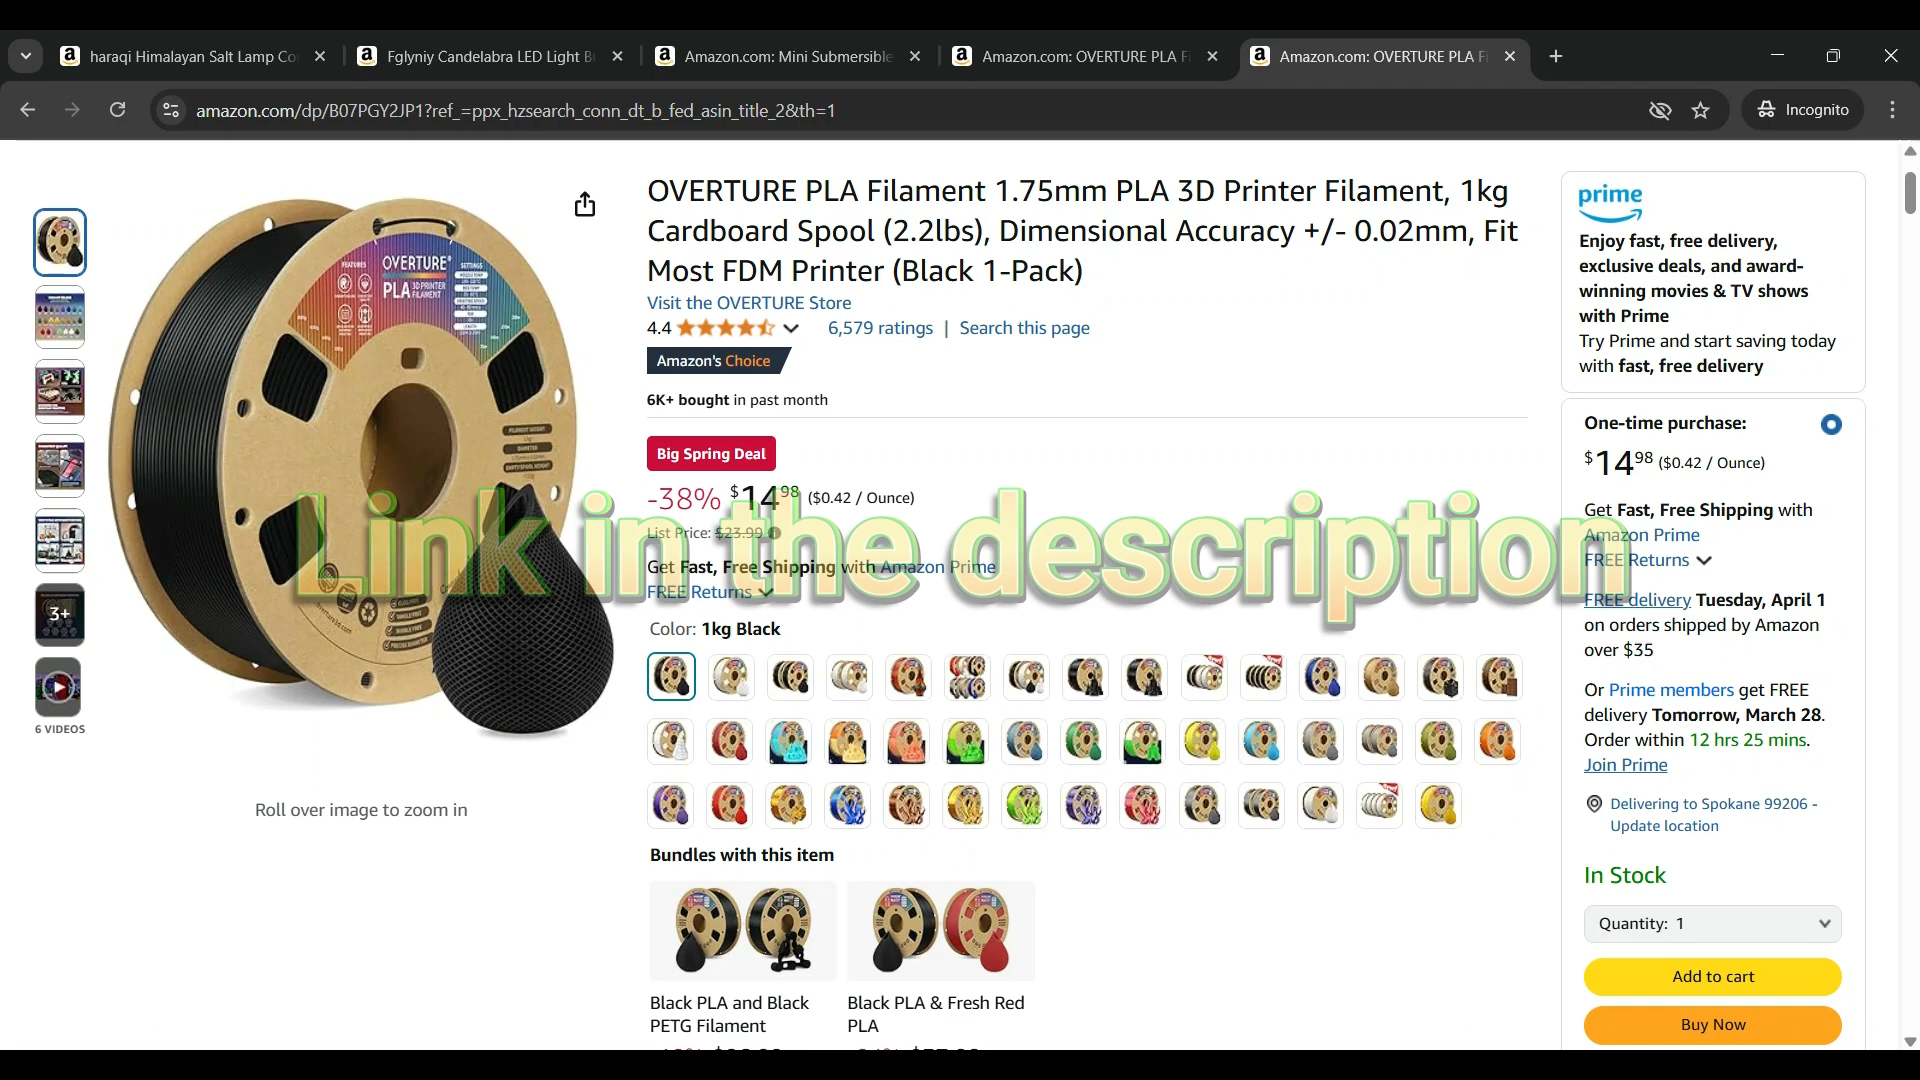 haraqi Himalayan Salt Lamp Co
Fglyniy Candelabra LED Light B
Amazon.com: Mini Submersible
Amazon.com: OVERTURE PLA F
Amazon.com: OVERTURE PLA F
amazon.com/dp/B07PGY2JP1?ref_=ppx_hzsearch_conn_dt_b_fed_asin_title_2&th=1
Incognito
OVERTURE PLA Filament 1.75mm PLA 3D Printer Filament, 1kg
Cardboard Spool (2.2lbs), Dimensional Accuracy +/- 0.02mm, Fit
Most FDM Printer (Black 1-Pack)
Visit the OVERTURE Store
4.4
6,579 ratings | Search this page
Amazon's Choice
6K+ bought in past month
Big Spring Deal
-38% $14.98 ($0.42 / Ounce)
List Price: $23.99
Get Fast, Free Shipping with Amazon Prime
FREE Returns
Link in the description
Color: 1kg Black
OVERTURE
PLA 3D PRINTER
FILAMENT
FEATURES
SETTINGS
3+
6 VIDEOS
Roll over image to zoom in
Bundles with this item
Black PLA and Black
PETG Filament
Black PLA & Fresh Red
PLA
prime
Enjoy fast, free delivery,
exclusive deals, and award-
winning movies & TV shows
with Prime
Try Prime and start saving today
with fast, free delivery
One-time purchase:
$14.98 ($0.42 / Ounce)
Get Fast, Free Shipping with
Amazon Prime
FREE Returns
FREE delivery Tuesday, April 1
on orders shipped by Amazon
over $35
Or Prime members get FREE
delivery Tomorrow, March 28.
Order within 12 hrs 25 mins.
Join Prime
Delivering to Spokane 99206 -
Update location
In Stock
Quantity: 1
Add to cart
Buy Now